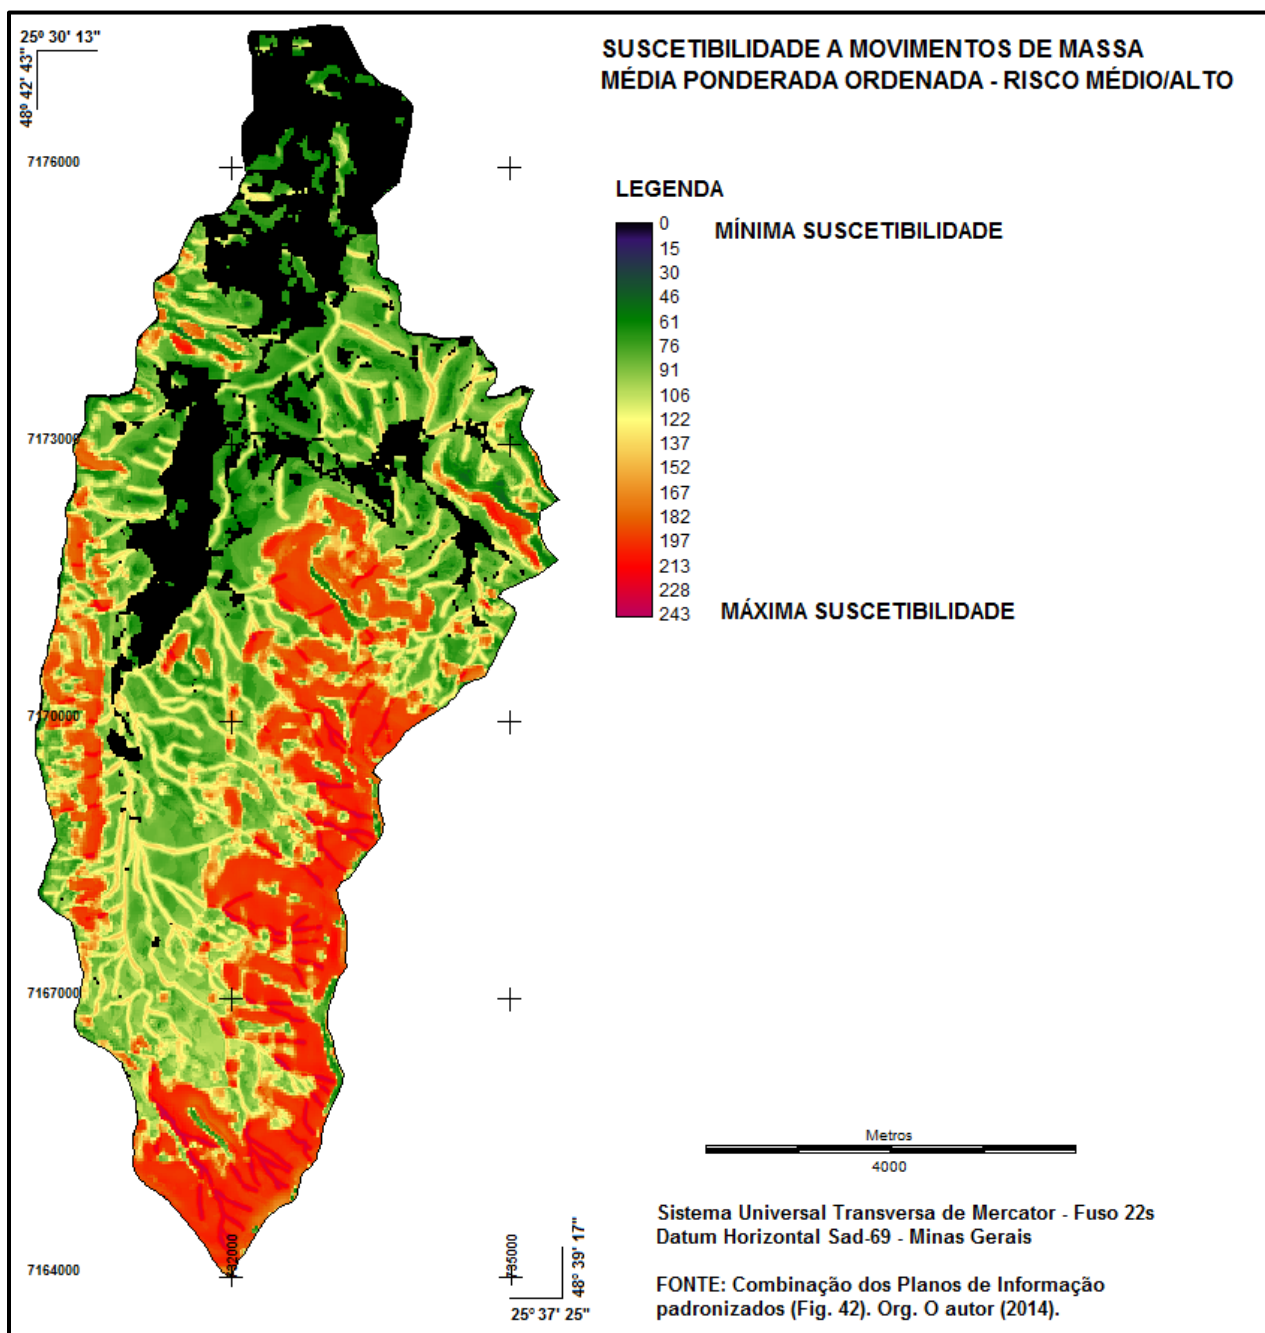 25º 30' 13"
48º 42' 43"
SUSCETIBILIDADE A MOVIMENTOS DE MASSA
MÉDIA PONDERADA ORDENADA - RISCO MÉDIO/ALTO
7176000
LEGENDA
0
MÍNIMA SUSCETIBILIDADE
15
30
46
61
76
91
106
122
137
152
167
182
197
213
228
243
MÁXIMA SUSCETIBILIDADE
7173000
7170000
7167000
7164000
732000
735000
48º 39' 17"
25º 37' 25"
Metros
4000
Sistema Universal Transversa de Mercator - Fuso 22s
Datum Horizontal Sad-69 - Minas Gerais
FONTE: Combinação dos Planos de Informação
padronizados (Fig. 42). Org. O autor (2014).